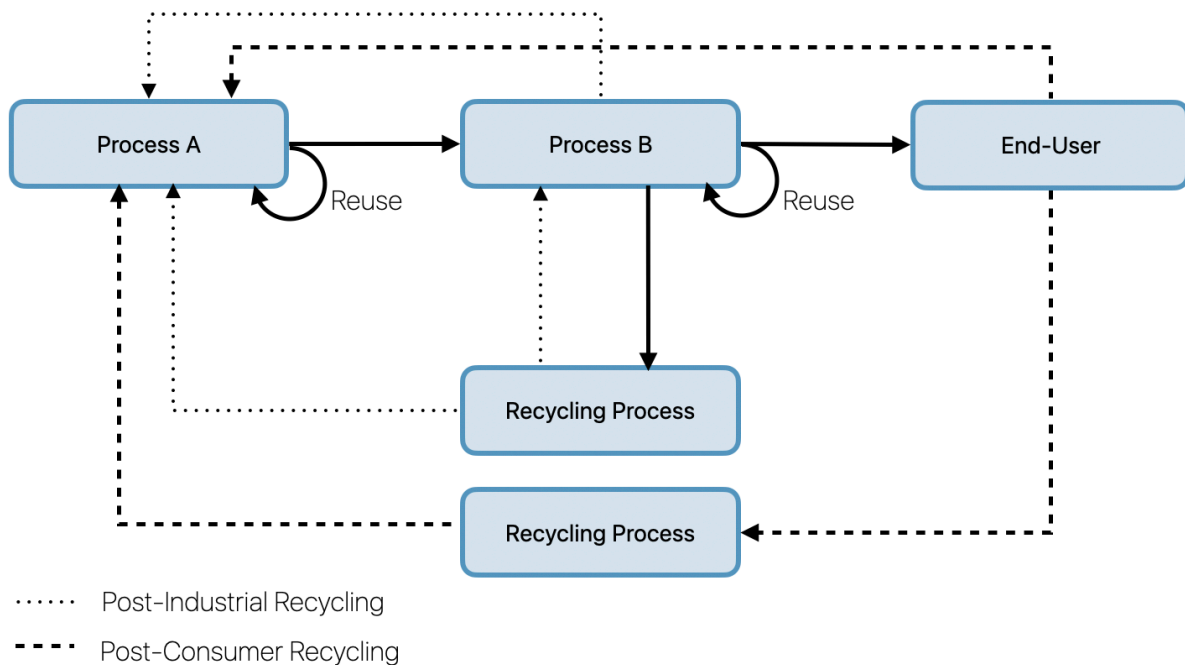 Process A
Process B
End-User
Reuse
Reuse
Recycling Process
Recycling Process
Post-Industrial Recycling
Post-Consumer Recycling